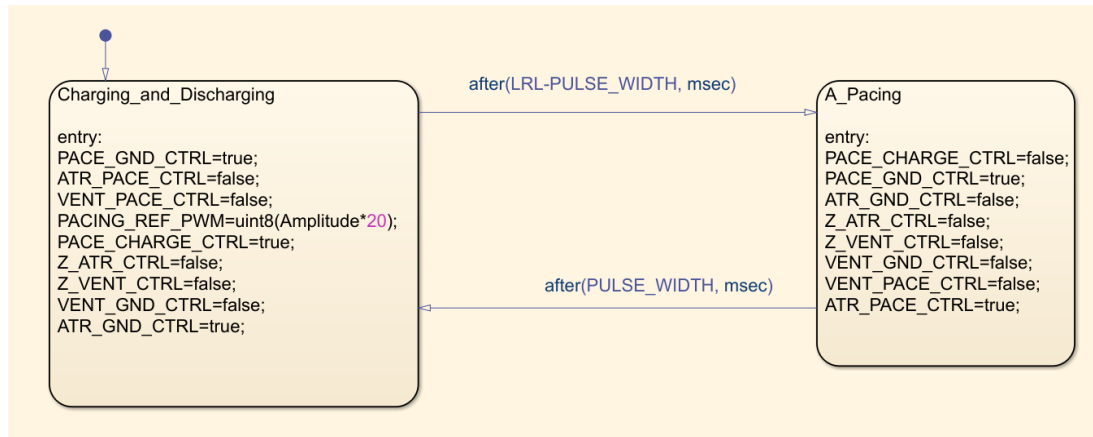 Charging_and_Discharging
entry:
PACE_GND_CTRL=true;
ATR_PACE_CTRL=false;
VENT_PACE_CTRL=false;
PACING_REF_PWM=uint8(Amplitude*20);
PACE_CHARGE_CTRL=true;
Z_ATR_CTRL=false;
Z_VENT_CTRL=false;
VENT_GND_CTRL=false;
ATR_GND_CTRL=true;
after(LRL-PULSE_WIDTH, msec)
after(PULSE_WIDTH, msec)
A_Pacing
entry:
PACE_CHARGE_CTRL=false;
PACE_GND_CTRL=true;
ATR_GND_CTRL=false;
Z_ATR_CTRL=false;
Z_VENT_CTRL=false;
VENT_GND_CTRL=false;
VENT_PACE_CTRL=false;
ATR_PACE_CTRL=true;